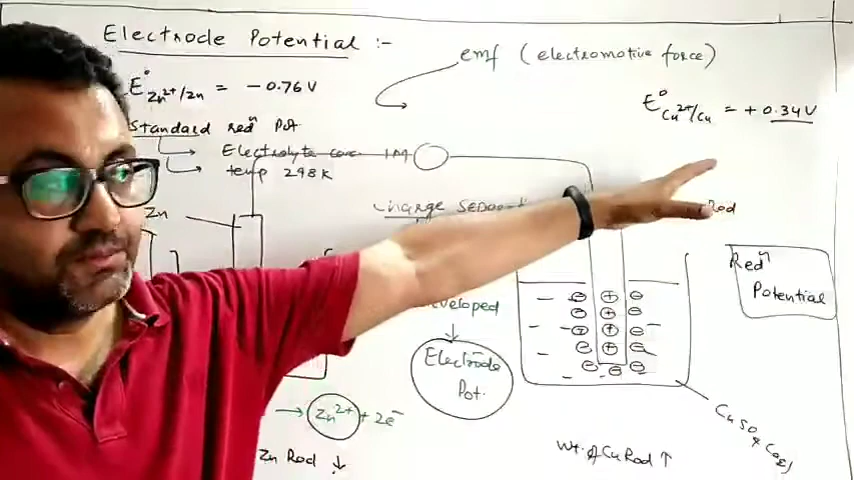 Electrode Potential :-
emf (electromotive force)
E° Zn²⁺/Zn = -0.76V
E° Cu²⁺/Cu = +0.34V
Standard redⁿ Pot
Electrolyte conc. 1M
temp 298K
Zn
Charge
Rod
Redⁿ
Potential
Electrode
Pot.
→ Zn²⁺ + 2e⁻
Zn Rod ↓
Wt. of Cu Rod ↑
CuSO₄(aq)